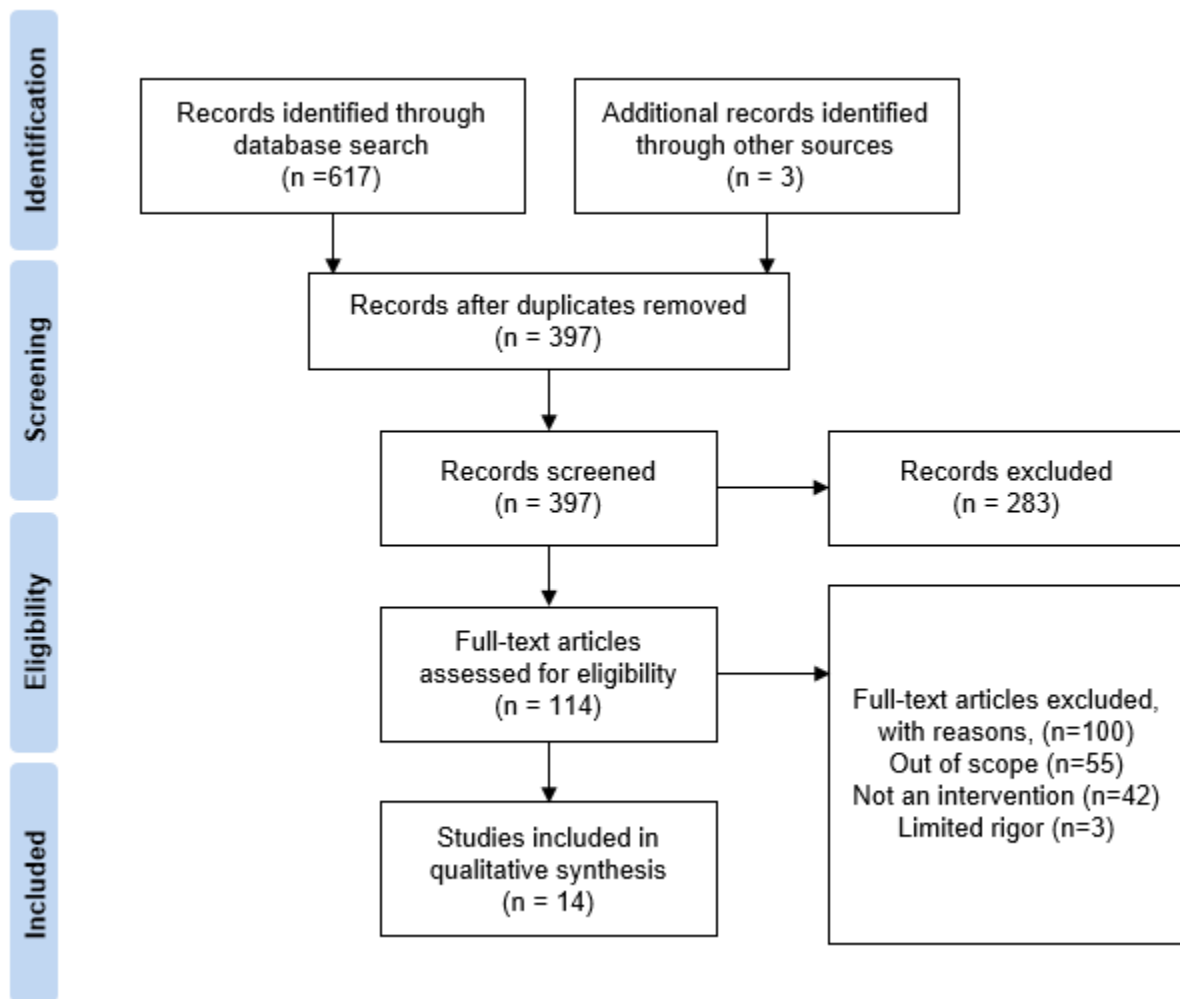 Identification
Records identified through
database search
(n =617)
Additional records identified
through other sources
(n = 3)
Screening
Records after duplicates removed
(n = 397)
Records screened
(n = 397)
Records excluded
(n = 283)
Eligibility
Full-text articles
assessed for eligibility
(n = 114)
Full-text articles excluded,
with reasons, (n=100)
Out of scope (n=55)
Not an intervention (n=42)
Limited rigor (n=3)
Included
Studies included in
qualitative synthesis
(n = 14)